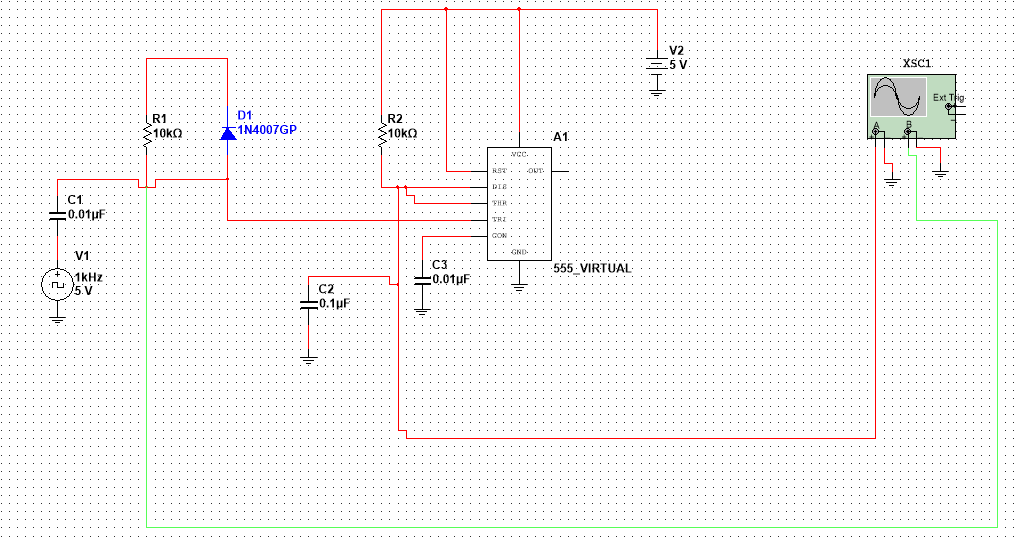 V2
5 V
XSC1
Ext Trig
+
A
B
+
+
R1
10kΩ
D1
1N4007GP
R2
10kΩ
A1
VCC
RST
OUT
DIS
THR
TRI
CON
GND
555_VIRTUAL
C1
0.01µF
V1
1kHz
5 V
C2
0.1µF
C3
0.01µF